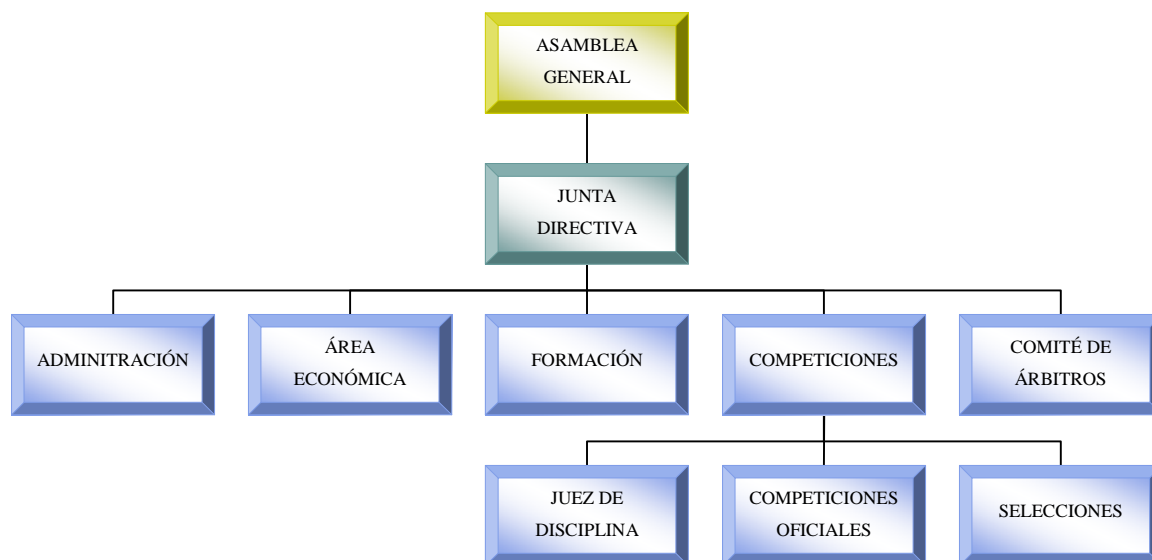 ASAMBLEA
GENERAL
JUNTA
DIRECTIVA
ADMINITRACIÓN
ÁREA
ECONÓMICA
FORMACIÓN
COMPETICIONES
COMITÉ DE
ÁRBITROS
JUEZ DE
DISCIPLINA
COMPETICIONES
OFICIALES
SELECCIONES